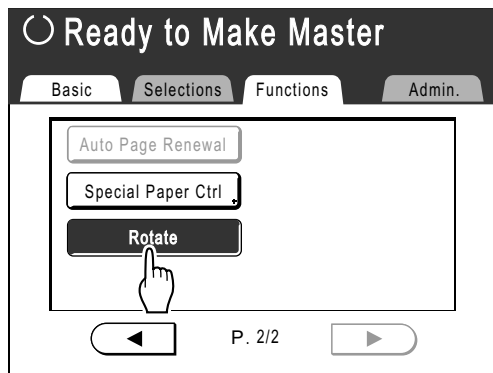 Ready to Make Master
Basic Selections Functions Admin.
Auto Page Renewal
Special Paper Ctrl
Rotate
P. 2/2